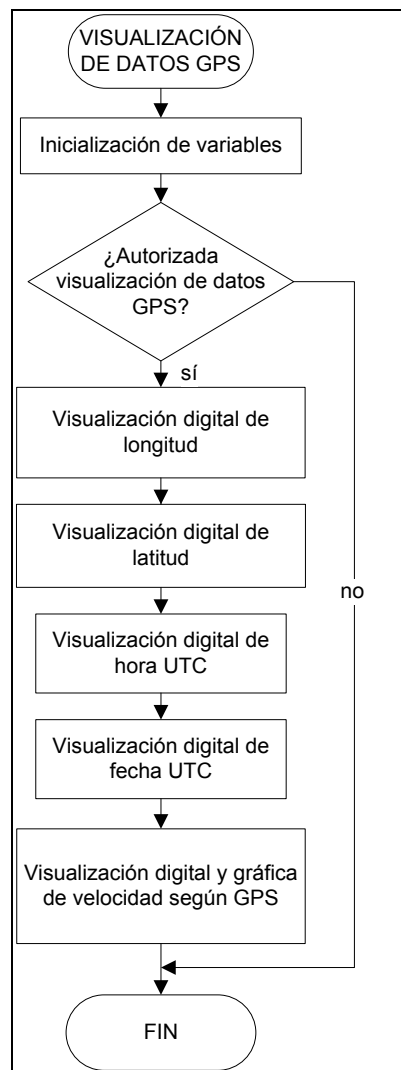 VISUALIZACIÓN
DE DATOS GPS
Inicialización de variables
¿Autorizada
visualización de datos
GPS?
sí
Visualización digital de
longitud
Visualización digital de
latitud
no
Visualización digital de
hora UTC
Visualización digital de
fecha UTC
Visualización digital y gráfica
de velocidad según GPS
FIN